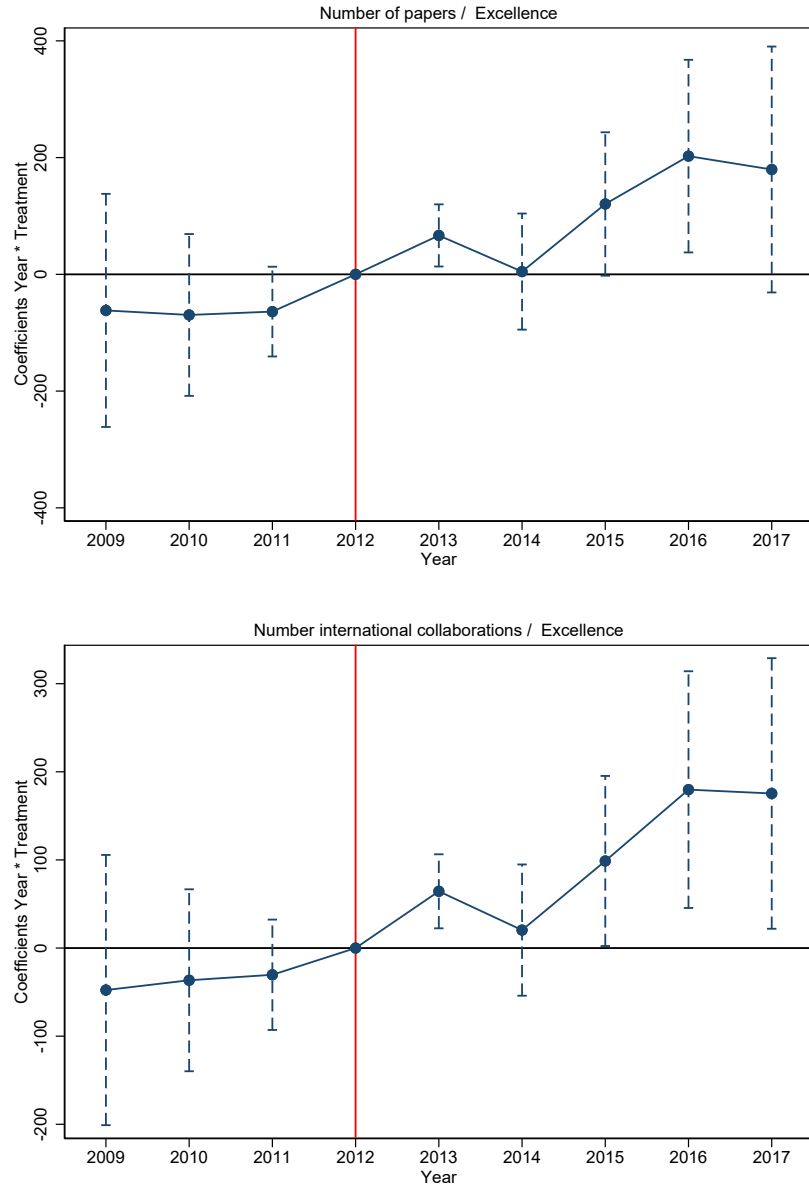 Number of papers / Excellence
Coefficients Year * Treatment
400
200
0
-200
-400
2009 2010 2011 2012 2013 2014 2015 2016 2017
Year
Number international collaborations / Excellence
Coefficients Year * Treatment
300
200
100
0
-100
-200
2009 2010 2011 2012 2013 2014 2015 2016 2017
Year